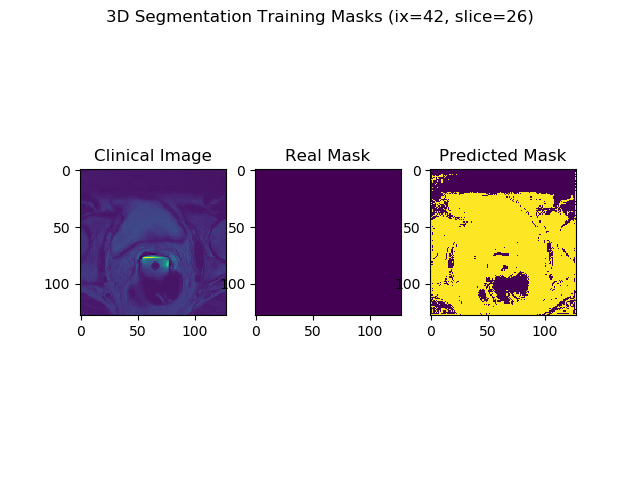 3D Segmentation Training Masks (ix=42, slice=26)
Clinical Image Real Mask Predicted Mask
0 0 0
50 50 50
100 100 100
0 50 100 0 50 100 0 50 100